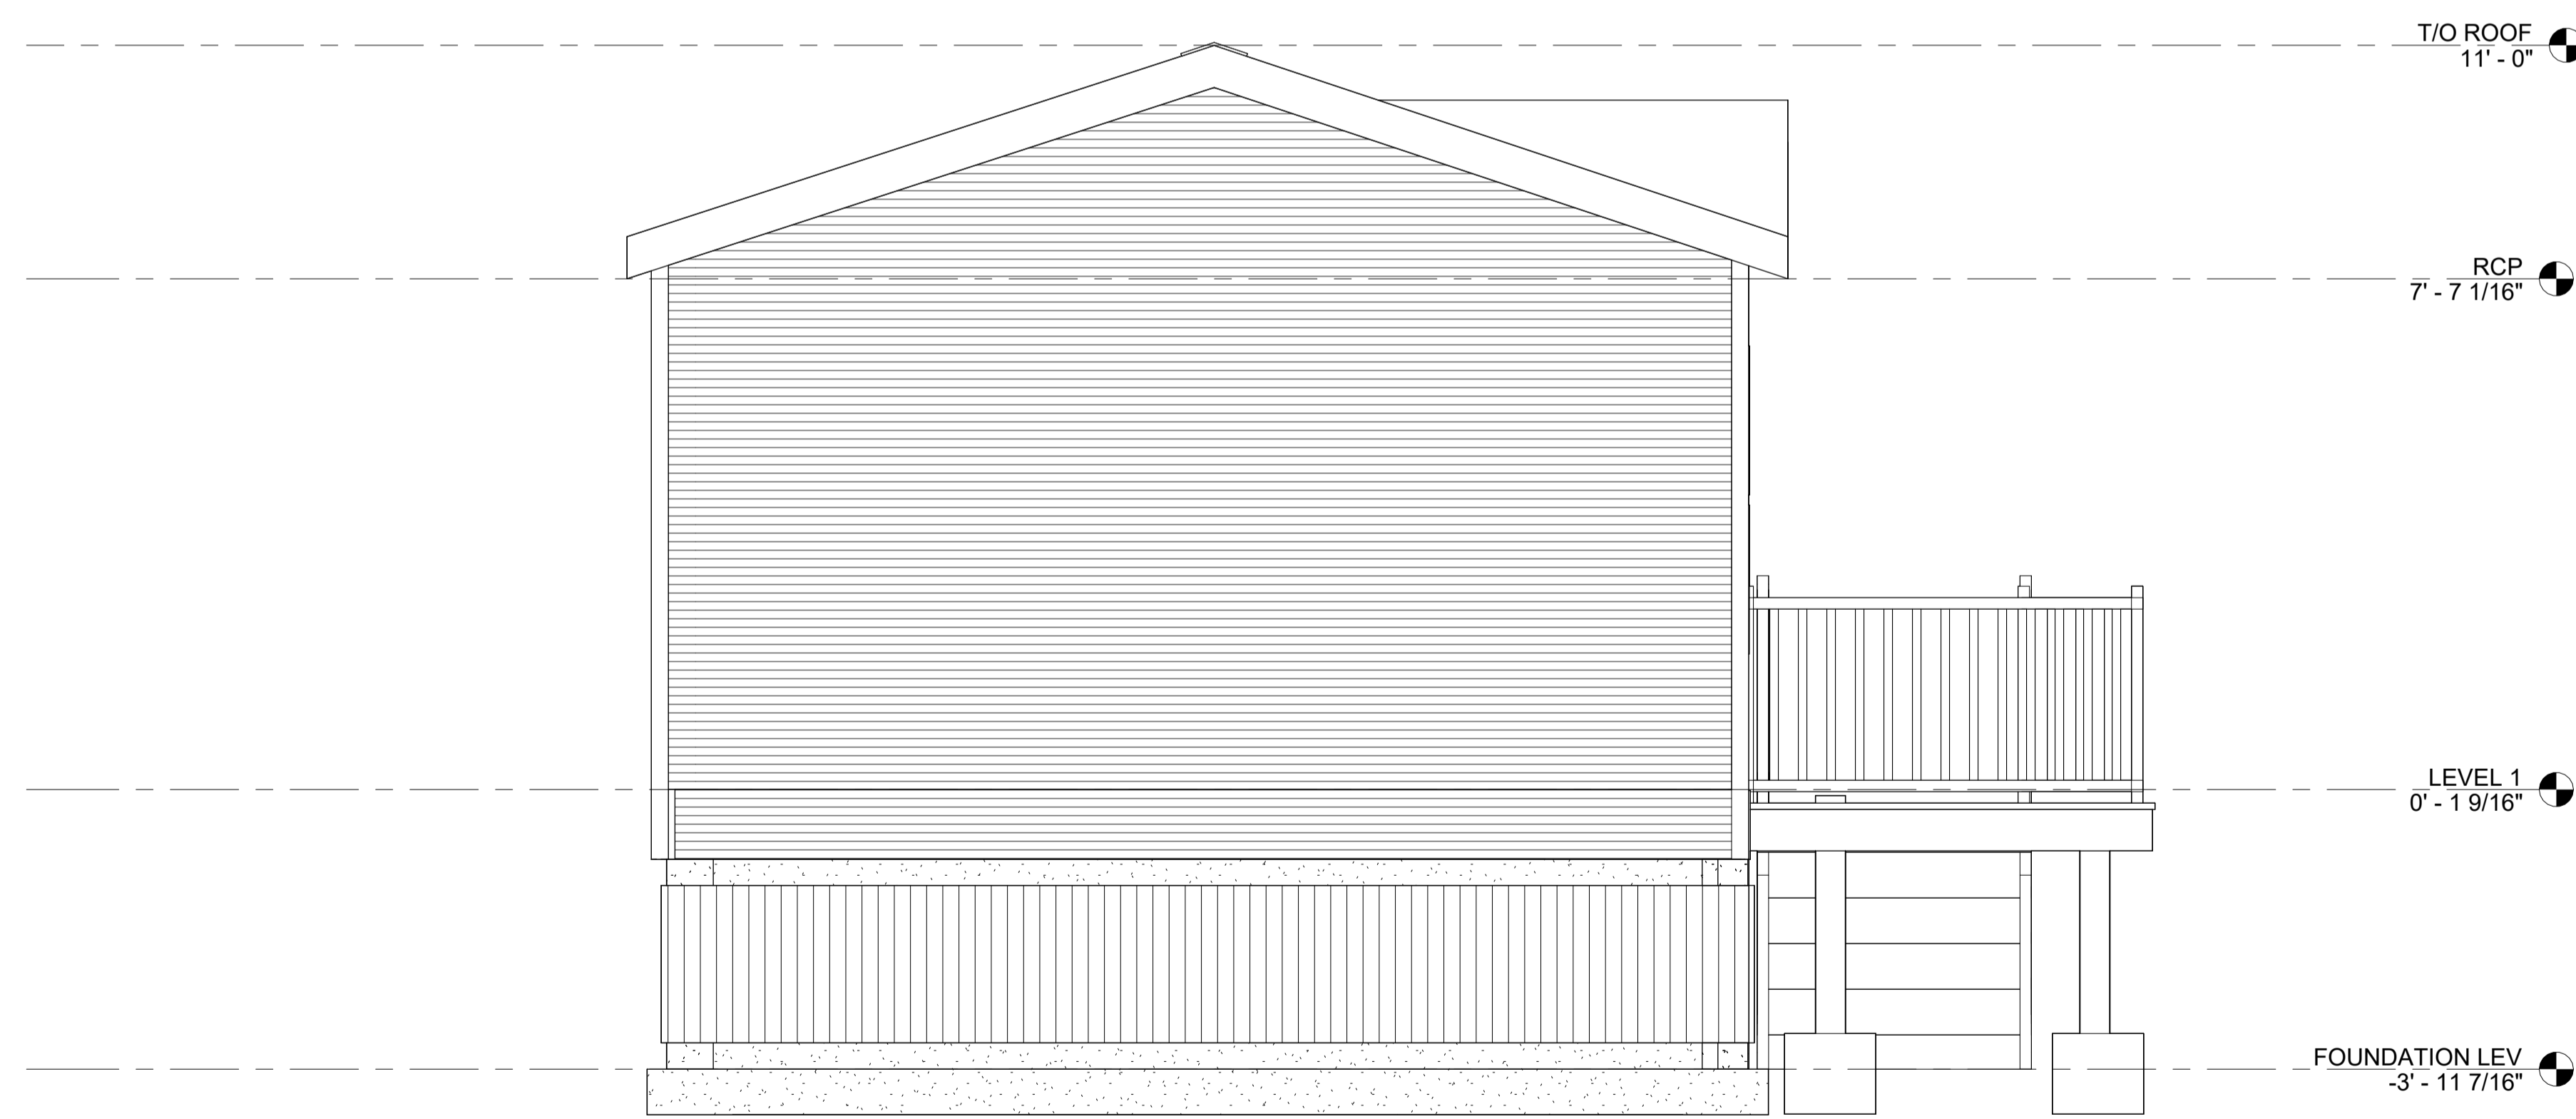 T/O ROOF
11' - 0"
RCP
7' - 7 1/16"
LEVEL 1
0' - 1 9/16"
FOUNDATION LEV
-3' - 11 7/16"